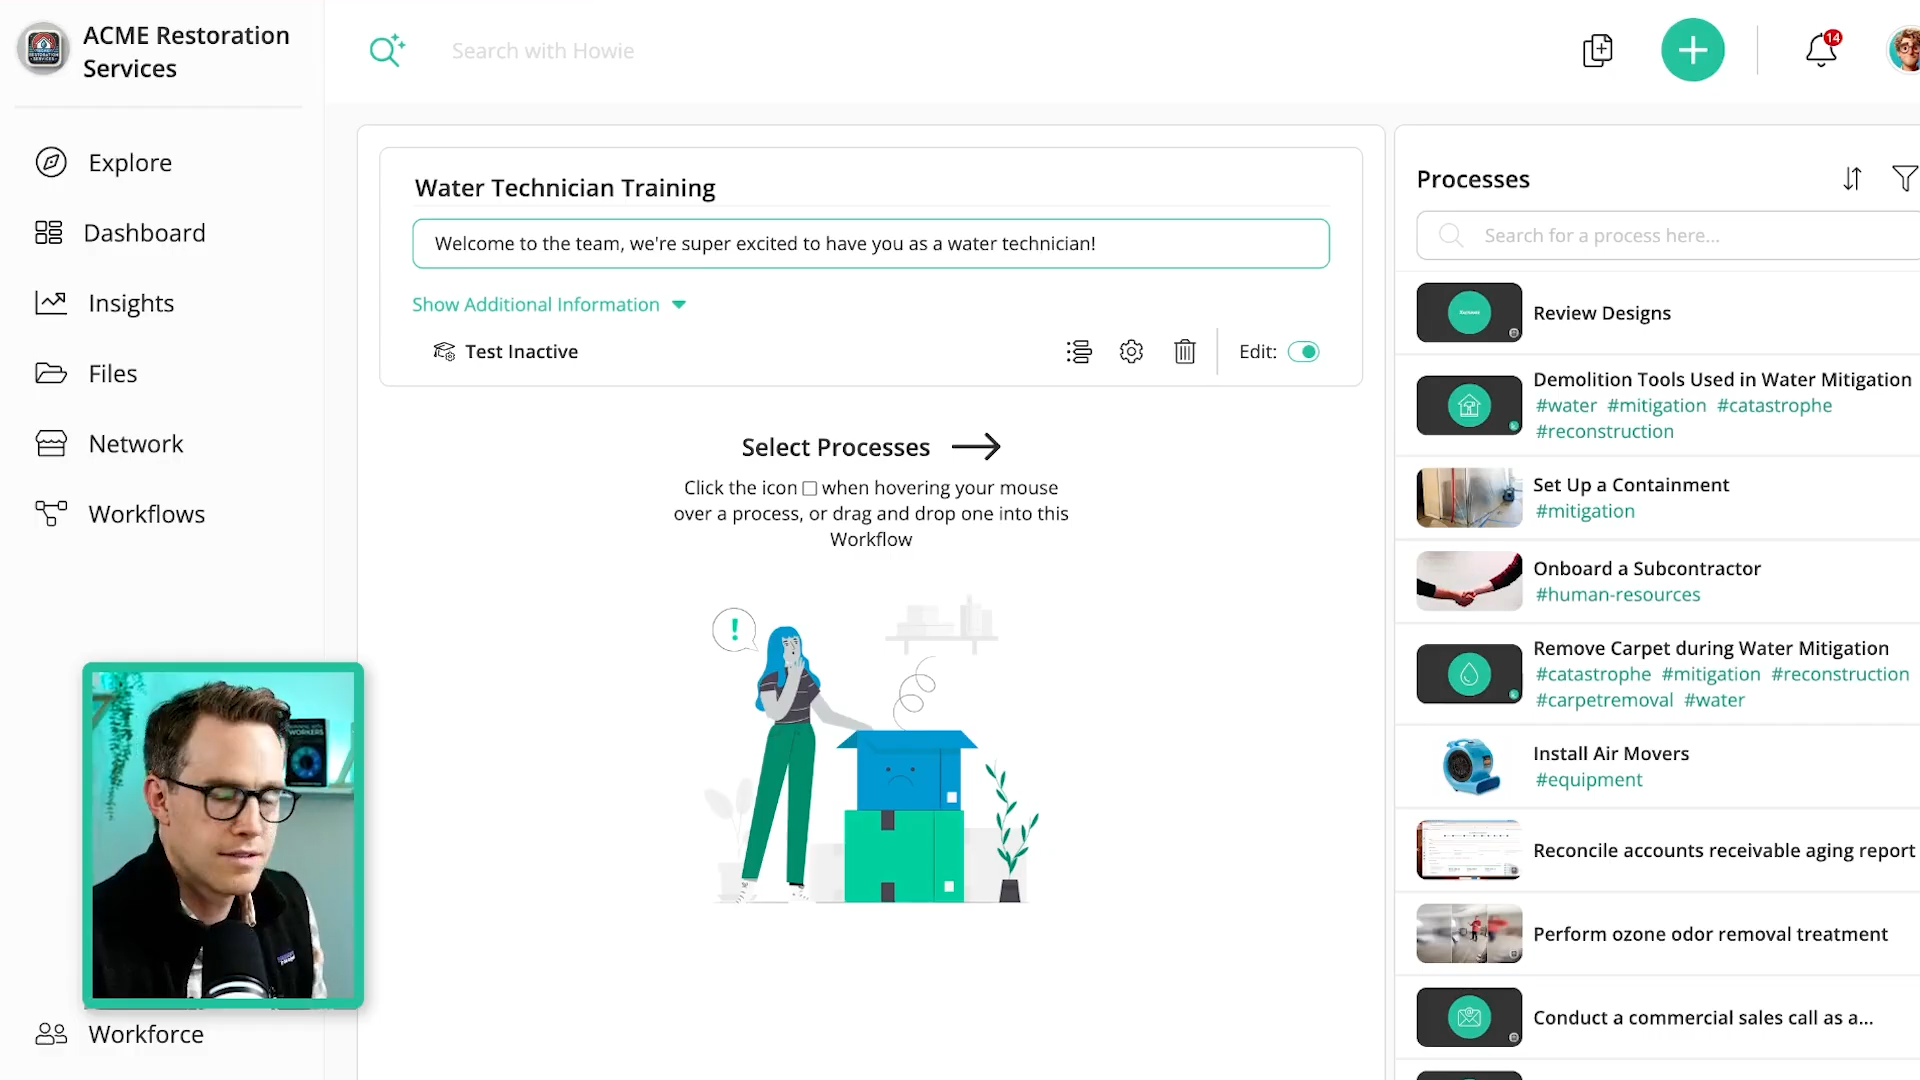 ACME Restoration
Services
Search with Howie
14
Explore
Dashboard
Insights
Files
Network
Workflows
Workforce
Water Technician Training
Welcome to the team, we're super excited to have you as a water technician!
Show Additional Information
Test Inactive
Edit:
Select Processes
Click the icon when hovering your mouse
over a process, or drag and drop one into this
Workflow
!
WORKERS
Processes
Search for a process here...
Review Designs
Demolition Tools Used in Water Mitigation
#water #mitigation #catastrophe
#reconstruction
Set Up a Containment
#mitigation
Onboard a Subcontractor
#human-resources
Remove Carpet during Water Mitigation
#catastrophe #mitigation #reconstruction
#carpetremoval #water
Install Air Movers
#equipment
Reconcile accounts receivable aging report
Perform ozone odor removal treatment
Conduct a commercial sales call as a...